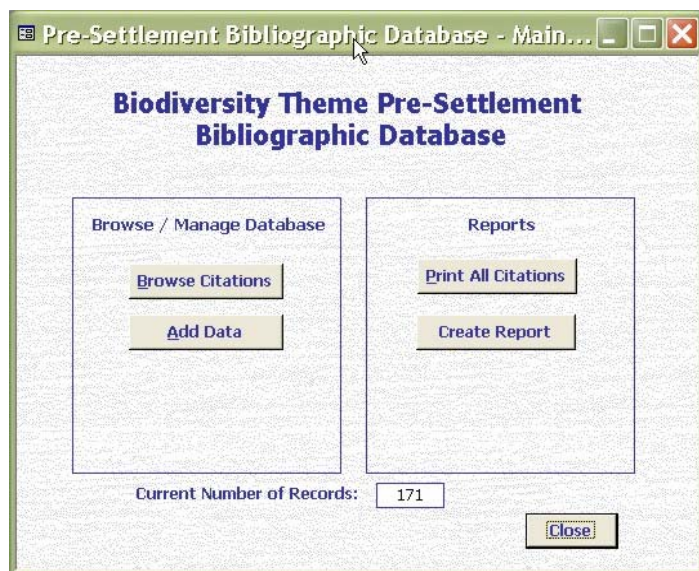 Pre-Settlement Bibliographic Database - Main...
Biodiversity Theme Pre-Settlement
Bibliographic Database
Browse / Manage Database
Browse Citations
Add Data
Reports
Print All Citations
Create Report
Current Number of Records: 171
Close